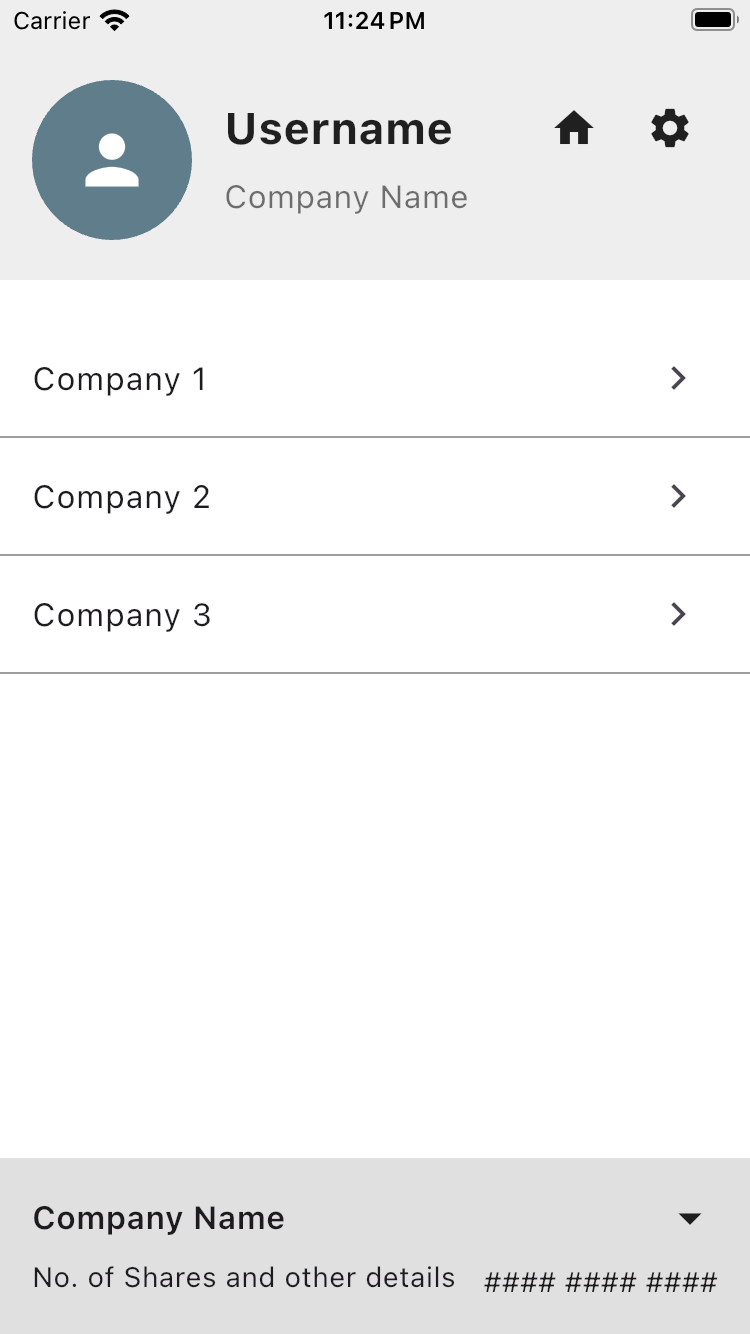 Carrier 11:24 PM
Username
Company Name
Company 1
Company 2
Company 3
Company Name
No. of Shares and other details #### #### ####